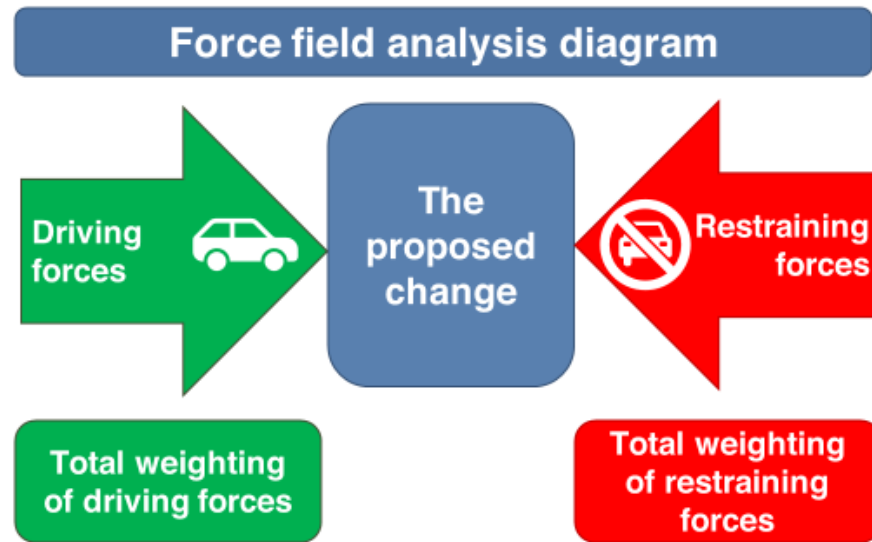 Force field analysis diagram
Driving
forces
The
proposed
change
Restraining
forces
Total weighting
of driving forces
Total weighting
of restraining
forces